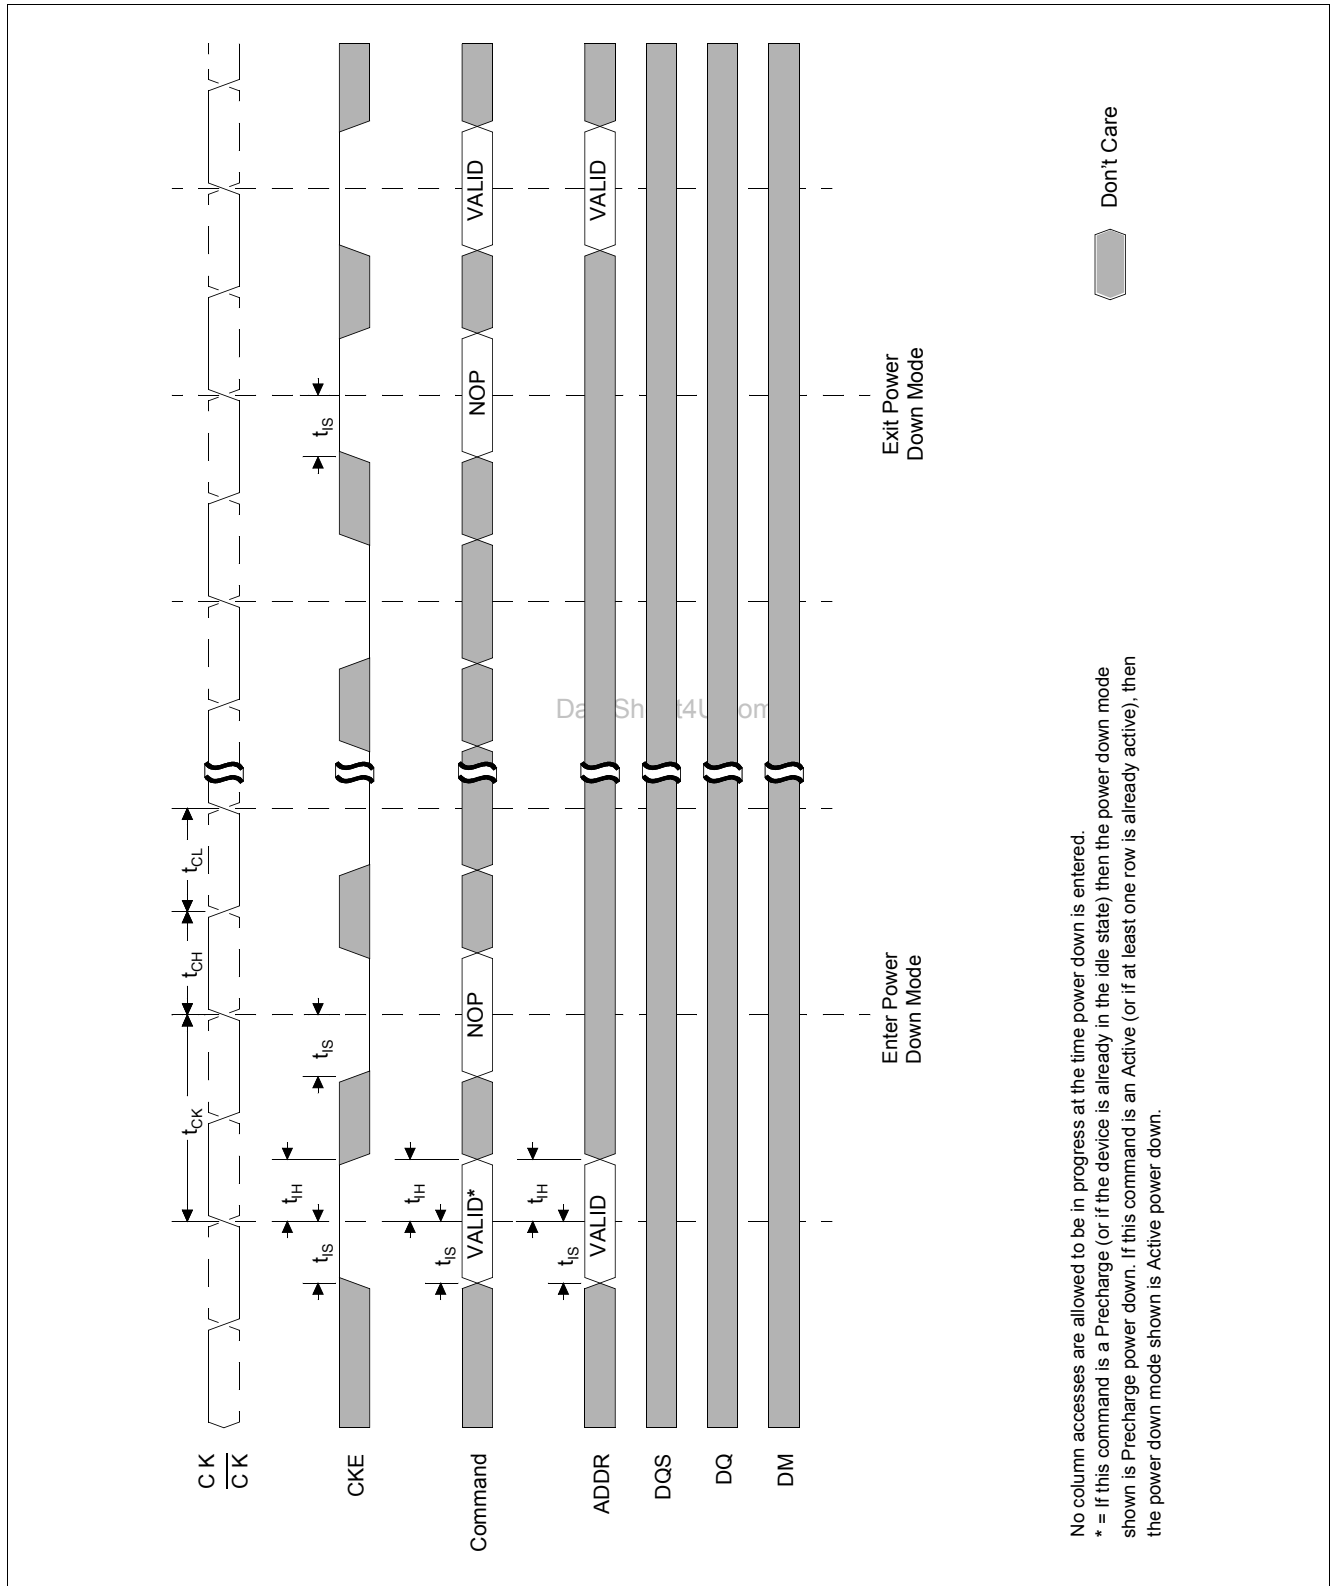 CK
CK
tCK
tCH
tCL
CKE
tIS
tIH
tIS
tIS
Command
tIS
tIH
VALID*
NOP
NOP
VALID
ADDR
tIS
tIH
VALID
VALID
DQS
DQ
DM
Enter Power
Down Mode
Exit Power
Down Mode
Don't Care
No column accesses are allowed to be in progress at the time power down is entered.
* = If this command is a Precharge (or if the device is already in the idle state) then the power down mode
shown is Precharge power down. If this command is an Active (or if at least one row is already active), then
the power down mode shown is Active power down.